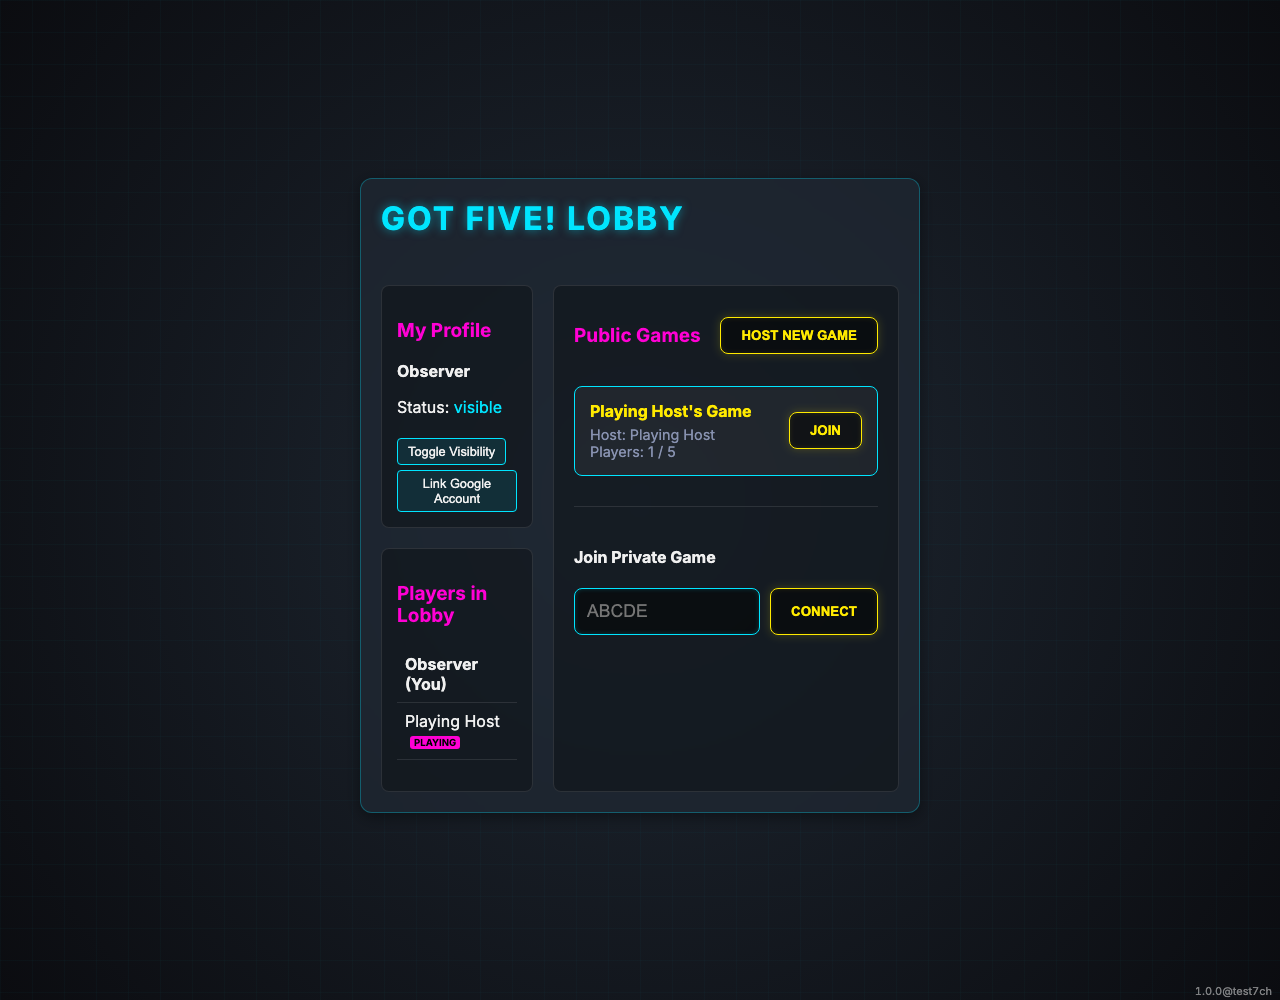 GOT FIVE! LOBBY
My Profile
Observer
Status: visible
Toggle Visibility
Link Google
Account
Players in
Lobby
Observer
(You)
Playing Host
PLAYING
Public Games
HOST NEW GAME
Playing Host's Game
Host: Playing Host
Players: 1 / 5
JOIN
Join Private Game
ABCDE
CONNECT
1.0.0@test7ch